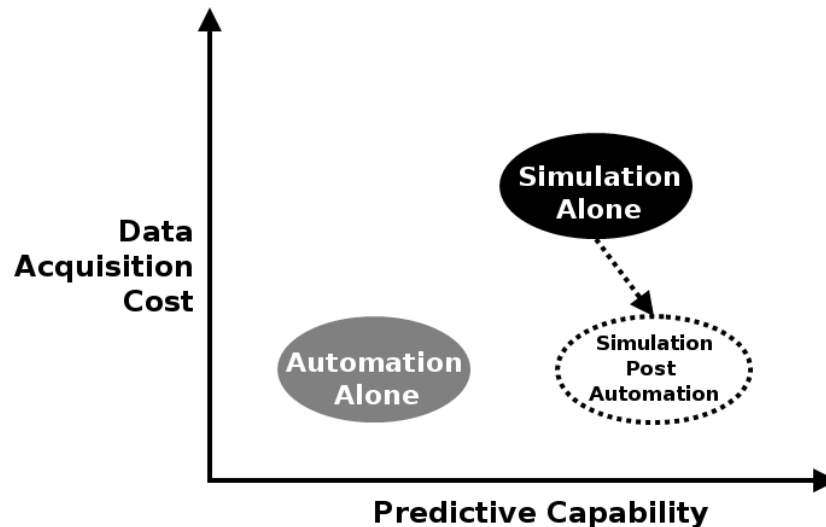 Simulation
Alone
Data
Acquisition
Cost
Automation
Alone
Simulation
Post
Automation
Predictive Capability